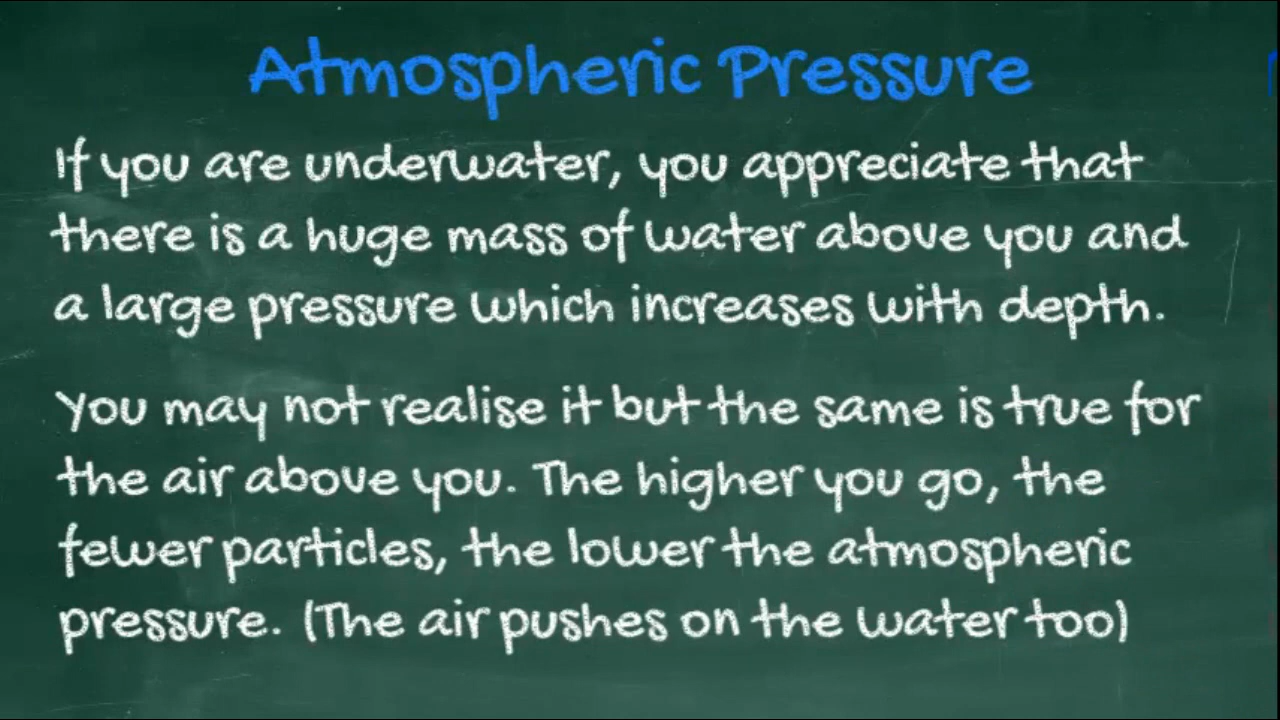 Atmospheric Pressure
If you are underwater, you appreciate that
there is a huge mass of water above you and
a large pressure which increases with depth.
You may not realise it but the same is true for
the air above you. The higher you go, the
fewer particles, the lower the atmospheric
pressure. (The air pushes on the water too)